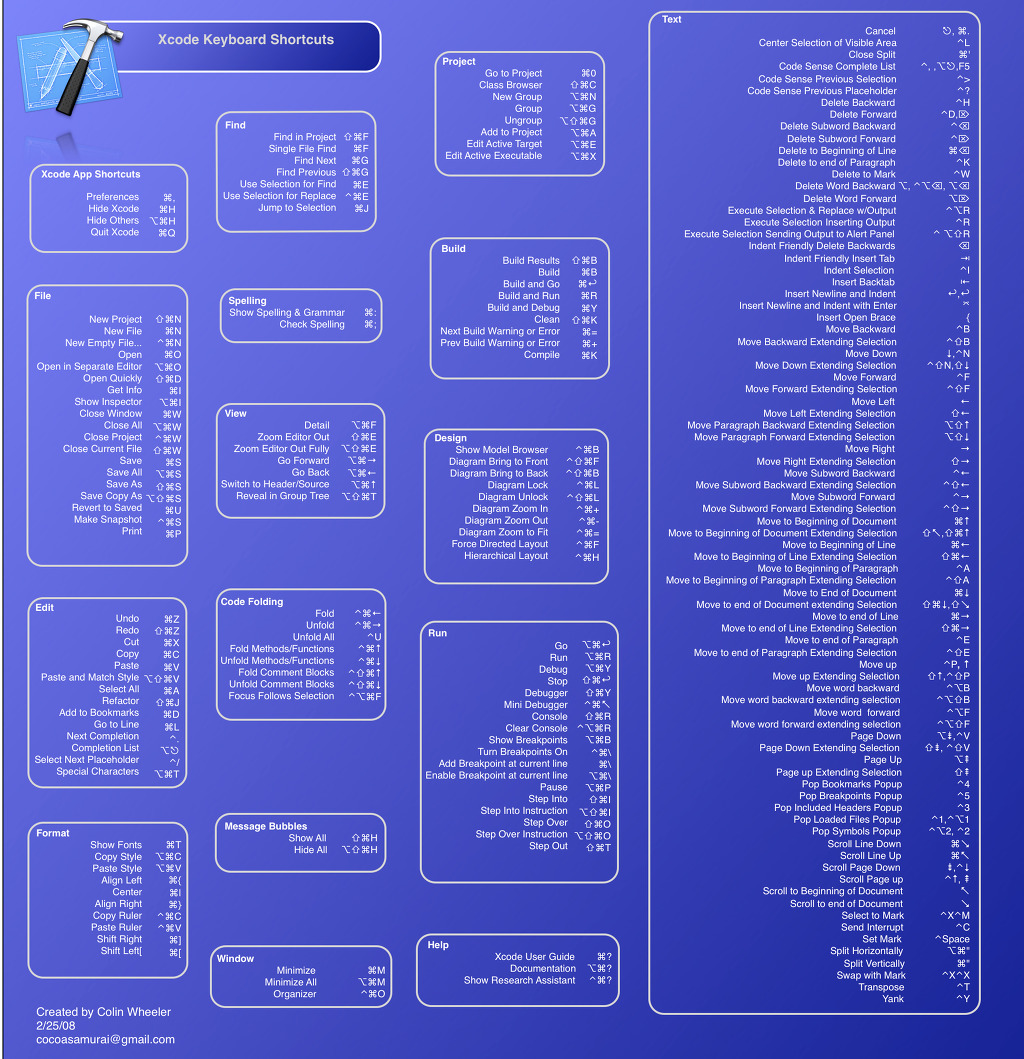 Xcode Keyboard Shortcuts
Xcode App Shortcuts
Preferences ⌘,
Hide Xcode ⌘H
Hide Others ⌥⌘H
Quit Xcode ⌘Q
File
New Project ⇧⌘N
New File ⌘N
New Empty File... ^⌘N
Open ⌘O
Open in Separate Editor ⌥⌘O
Open Quickly ⇧⌘D
Get Info ⌘I
Show Inspector ⌥⌘I
Close Window ⌘W
Close All ⌥⌘W
Close Project ^⌘W
Close Current File ⇧⌘W
Save ⌘S
Save All ⌥⌘S
Save As ⇧⌘S
Save Copy As ⌥⇧⌘S
Revert to Saved ⌘U
Make Snapshot ^⌘S
Print ⌘P
Edit
Undo ⌘Z
Redo ⇧⌘Z
Cut ⌘X
Copy ⌘C
Paste ⌘V
Paste and Match Style ⌥⇧⌘V
Select All ⌘A
Refactor ⇧⌘J
Add to Bookmarks ⌘D
Go to Line ⌘L
Next Completion ^.
Completion List ⌥⎋
Select Next Placeholder ^/
Special Characters ⌥⌘T
Format
Show Fonts ⌘T
Copy Style ⌥⌘C
Paste Style ⌥⌘V
Align Left ⌘{
Center ⌘|
Align Right ⌘}
Copy Ruler ^⌘C
Paste Ruler ^⌘V
Shift Right ⌘]
Shift Left[ ⌘[
Created by Colin Wheeler
2/25/08
cocoasamurai@gmail.com
Find
Find in Project ⇧⌘F
Single File Find ⌘F
Find Next ⌘G
Find Previous ⇧⌘G
Use Selection for Find ⌘E
Use Selection for Replace ^⌘E
Jump to Selection ⌘J
Spelling
Show Spelling & Grammar ⌘:
Check Spelling ⌘;
View
Detail ⌥⌘F
Zoom Editor Out ⇧⌘E
Zoom Editor Out Fully ⌥⇧⌘E
Go Forward ⌥⌘→
Go Back ⌥⌘←
Switch to Header/Source ⌥⌘↑
Reveal in Group Tree ⌥⇧⌘T
Code Folding
Fold ^⌘←
Unfold ^⌘→
Unfold All ^U
Fold Methods/Functions ^⌘↑
Unfold Methods/Functions ^⌘↓
Fold Comment Blocks ^⇧⌘↑
Unfold Comment Blocks ^⇧⌘↓
Focus Follows Selection ^⌥⌘F
Message Bubbles
Show All ⇧⌘H
Hide All ⌥⇧⌘H
Window
Minimize ⌘M
Minimize All ⌥⌘M
Organizer ^⌘O
Project
Go to Project ⌘0
Class Browser ⇧⌘C
New Group ⌥⌘N
Group ⌥⌘G
Ungroup ⌥⇧⌘G
Add to Project ⌥⌘A
Edit Active Target ⌥⌘E
Edit Active Executable ⌥⌘X
Build
Build Results ⇧⌘B
Build ⌘B
Build and Go ⌘↩
Build and Run ⌘R
Build and Debug ⌘Y
Clean ⇧⌘K
Next Build Warning or Error ⌘=
Prev Build Warning or Error ⌘+
Compile ⌘K
Design
Show Model Browser ^⌘B
Diagram Bring to Front ^⇧⌘F
Diagram Bring to Back ^⇧⌘B
Diagram Lock ^⌘L
Diagram Unlock ^⇧⌘L
Diagram Zoom In ^⌘+
Diagram Zoom Out ^⌘-
Diagram Zoom to Fit ^⌘=
Force Directed Layout ^⌘F
Hierarchical Layout ^⌘H
Run
Go ⌥⌘↩
Run ⌥⌘R
Debug ⌥⌘Y
Stop ⇧⌘↩
Debugger ⇧⌘Y
Mini Debugger ^⌘↖
Console ⇧⌘R
Clear Console ^⌥⌘R
Show Breakpoints ⌥⌘B
Turn Breakpoints On ^⌘\
Add Breakpoint at current line ⌘\
Enable Breakpoint at current line ⌥⌘\
Pause ⌥⌘P
Step Into ⇧⌘I
Step Into Instruction ⌥⇧⌘I
Step Over ⇧⌘O
Step Over Instruction ⌥⇧⌘O
Step Out ⇧⌘T
Help
Xcode User Guide ⌘?
Documentation ⌥⌘?
Show Research Assistant ^⌘?
Text
Cancel ⎋, ⌘.
Center Selection of Visible Area ^L
Close Split ⌘'
Code Sense Complete List ^, ,⌥⎋,F5
Code Sense Previous Selection ^>
Code Sense Previous Placeholder ^?
Delete Backward ^H
Delete Forward ^D,⌦
Delete Subword Backward ^⌫
Delete Subword Forward ^⌦
Delete to Beginning of Line ⌘⌫
Delete to end of Paragraph ^K
Delete to Mark ^W
Delete Word Backward ⌥, ^⌥⌫, ⌥⌫
Delete Word Forward ⌥⌦
Execute Selection & Replace w/Output ^⌥R
Execute Selection Inserting Output ^R
Execute Selection Sending Output to Alert Panel ^⌥⇧R
Indent Friendly Delete Backwards ⌫
Indent Friendly Insert Tab ⇥
Indent Selection ^I
Insert Backtab ⇤
Insert Newline and Indent ↩,↩
Insert Newline and Indent with Enter ⌤
Insert Open Brace {
Move Backward ^B
Move Backward Extending Selection ^⇧B
Move Down ↓,^N
Move Down Extending Selection ^⇧N,⇧↓
Move Forward ^F
Move Forward Extending Selection ^⇧F
Move Left ←
Move Left Extending Selection ⇧←
Move Paragraph Backward Extending Selection ⌥⇧↑
Move Paragraph Forward Extending Selection ⌥⇧↓
Move Right →
Move Right Extending Selection ⇧→
Move Subword Backward ^←
Move Subword Backward Extending Selection ^⇧←
Move Subword Forward ^→
Move Subword Forward Extending Selection ^⇧→
Move to Beginning of Document ⌘↑
Move to Beginning of Document Extending Selection ⇧↖,⇧⌘↑
Move to Beginning of Line ⌘←
Move to Beginning of Line Extending Selection ⇧⌘←
Move to Beginning of Paragraph ^A
Move to Beginning of Paragraph Extending Selection ^⇧A
Move to End of Document ⌘↓
Move to end of Document extending Selection ⇧⌘↓,⇧↘
Move to end of Line ⌘→
Move to end of Line Extending Selection ⇧⌘→
Move to end of Paragraph ^E
Move to end of Paragraph Extending Selection ^⇧E
Move up ^P, ↑
Move up Extending Selection ⇧↑,^⇧P
Move word backward ^⌥B
Move word backward extending selection ^⌥⇧B
Move word forward ^⌥F
Move word forward extending selection ^⌥⇧F
Page Down ⌥⇟,^V
Page Down Extending Selection ⇧⇟, ^⇧V
Page Up ⌥⇞
Page up Extending Selection ⇧⇞
Pop Bookmarks Popup ^4
Pop Breakpoints Popup ^5
Pop Included Headers Popup ^3
Pop Loaded Files Popup ^1,^⌥1
Pop Symbols Popup ^⌥2, ^2
Scroll Line Down ⌘↘
Scroll Line Up ⌘↖
Scroll Page Down ⇟,^↓
Scroll Page up ^↑, ⇞
Scroll to Beginning of Document ↖
Scroll to end of Document ↘
Select to Mark ^X^M
Send Interrupt ^C
Set Mark ^Space
Split Horizontally ⌥⌘"
Split Vertically ⌘"
Swap with Mark ^X^X
Transpose ^T
Yank ^Y